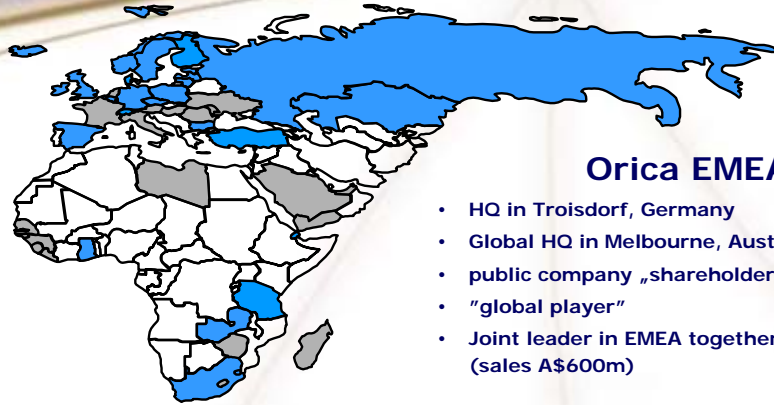 Orica EMEA
• HQ in Troisdorf, Germany
• Global HQ in Melbourne,
• public company „shareholder
• ”global player”
• Joint leader in EMEA together
(sales A$600m)